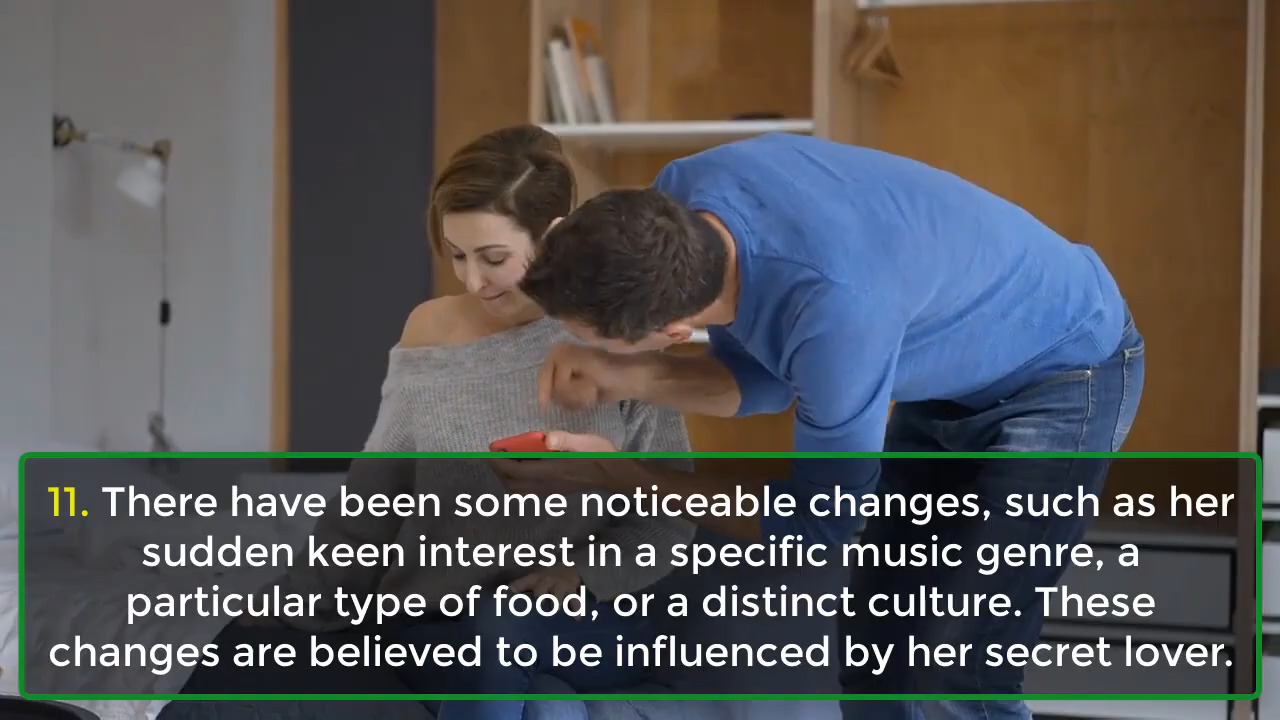 11. There have been some noticeable changes, such as her
sudden keen interest in a specific music genre, a
particular type of food, or a distinct culture. These
changes are believed to be influenced by her secret lover.